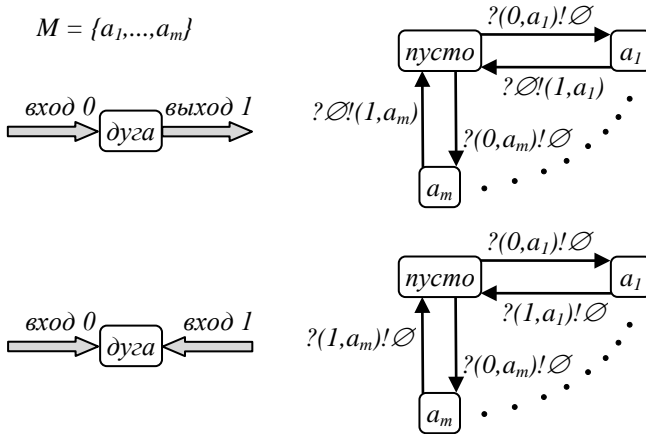 M = {a₁,...,aₘ}
?(0,a₁)!∅
пусто
a₁
?∅!(1,a₁)
вход 0
выход 1
дуга
?∅!(1,aₘ)
?(0,aₘ)!∅
aₘ
?(0,a₁)!∅
пусто
a₁
?(1,a₁)!∅
вход 0
вход 1
дуга
?(1,aₘ)!∅
?(0,aₘ)!∅
aₘ